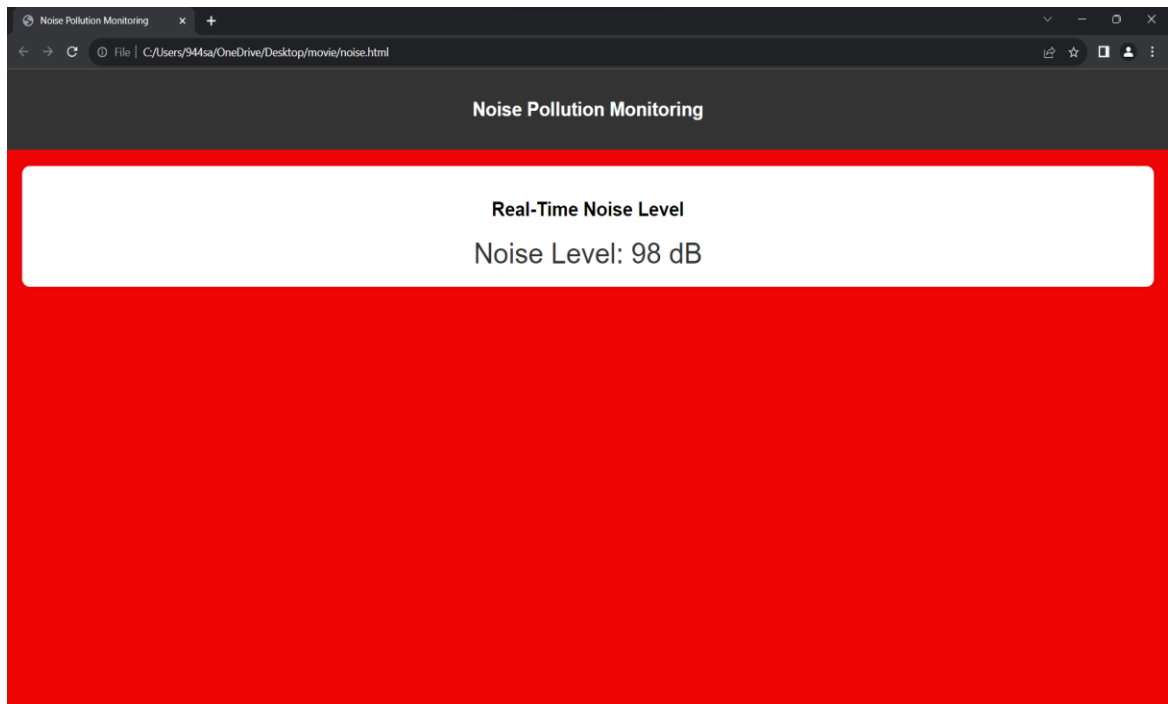 Noise Pollution Monitoring
File | C:/Users/944sa/OneDrive/Desktop/movie/noise.html
Noise Pollution Monitoring
Real-Time Noise Level
Noise Level: 98 dB